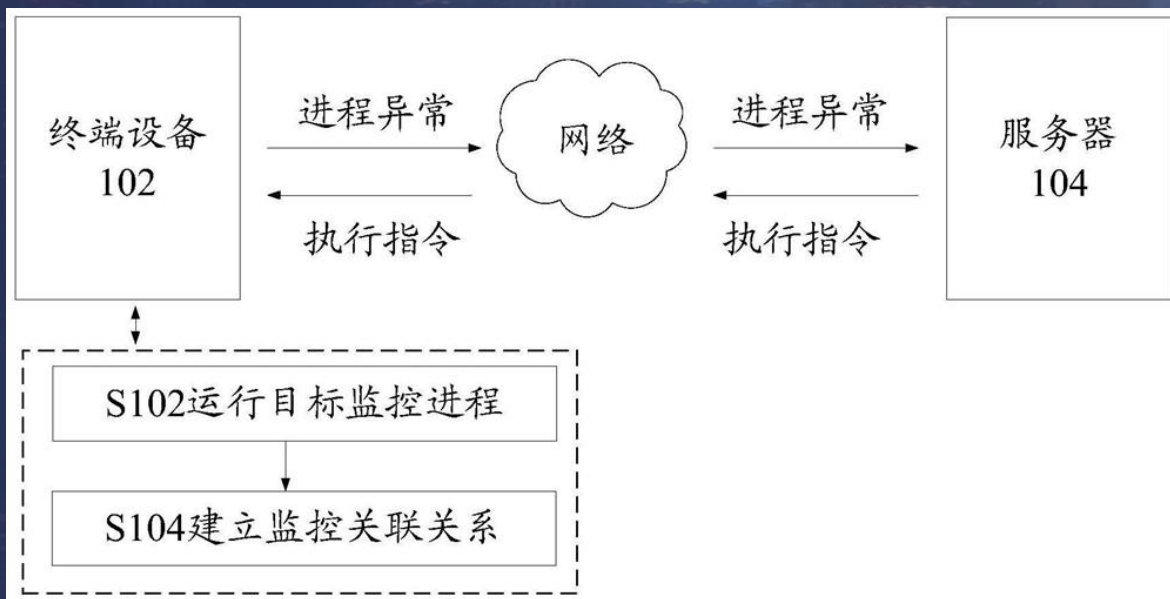 终端设备
102
进程异常
执行指令
网络
进程异常
执行指令
服务器
104
S102运行目标监控进程
S104建立监控关联关系